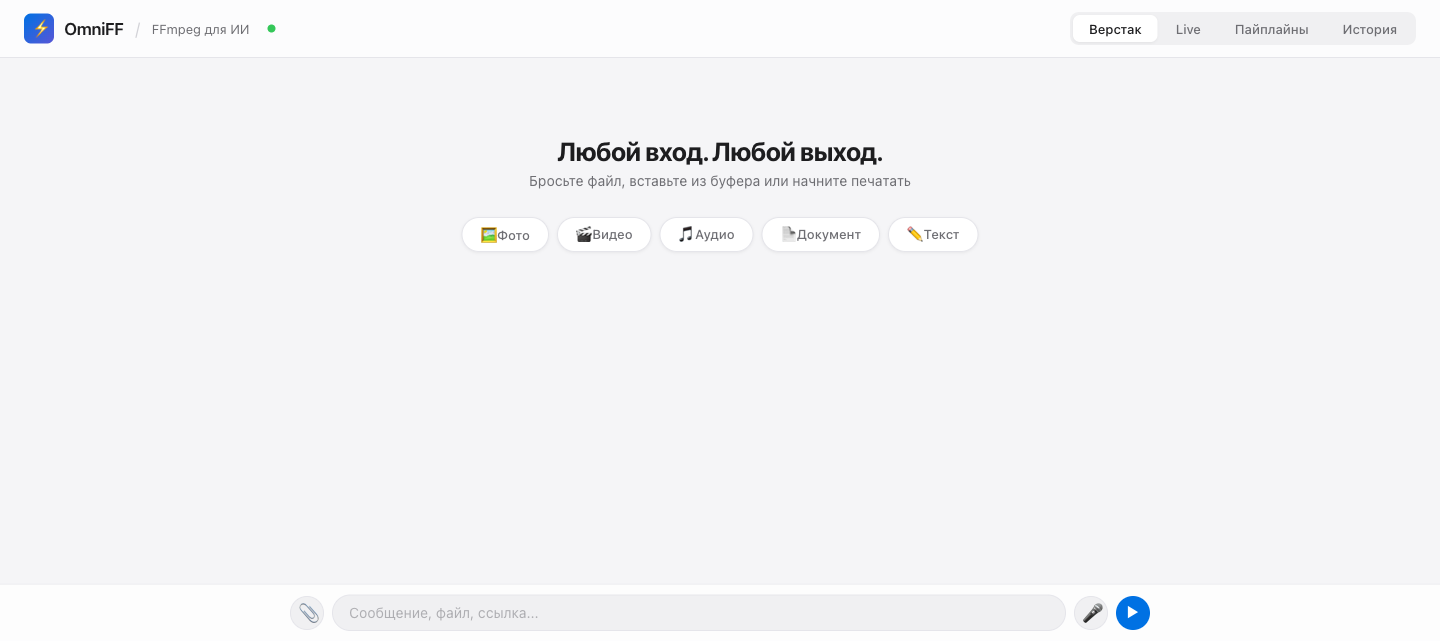 OmniFF / FFmpeg для ИИ
Верстак Live Пайплайны История
Любой вход. Любой выход.
Бросьте файл, вставьте из буфера или начните печатать
Фото Видео Аудио Документ Текст
Сообщение, файл, ссылка...